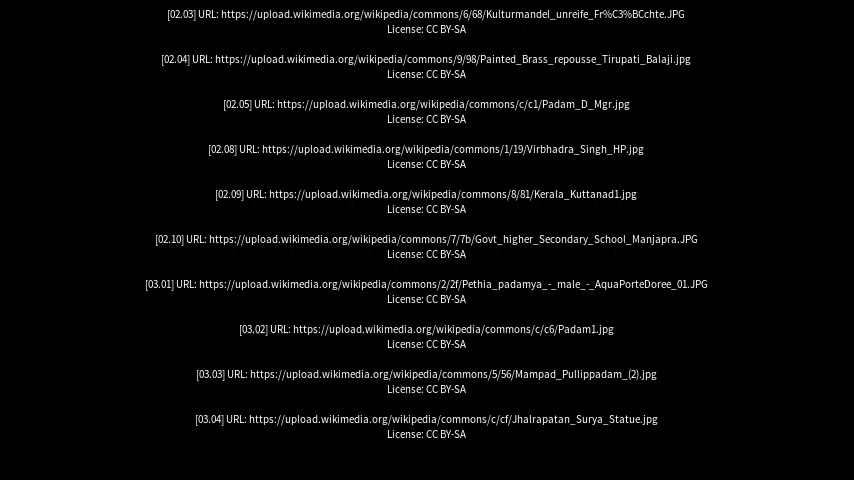 [02.03] URL: https://upload.wikimedia.org/wikipedia/commons/6/68/Kulturmandel_unreife_Fr%C3%BCchte.JPG
License: CC BY-SA
[02.04] URL: https://upload.wikimedia.org/wikipedia/commons/9/98/Painted_Brass_repousse_Tirupati_Balaji.jpg
License: CC BY-SA
[02.05] URL: https://upload.wikimedia.org/wikipedia/commons/c/c1/Padam_D_Mgr.jpg
License: CC BY-SA
[02.08] URL: https://upload.wikimedia.org/wikipedia/commons/1/19/Virbhadra_Singh_HP.jpg
License: CC BY-SA
[02.09] URL: https://upload.wikimedia.org/wikipedia/commons/8/81/Kerala_Kuttanad1.jpg
License: CC BY-SA
[02.10] URL: https://upload.wikimedia.org/wikipedia/commons/7/7b/Govt_higher_Secondary_School_Manjapra.JPG
License: CC BY-SA
[03.01] URL: https://upload.wikimedia.org/wikipedia/commons/2/2f/Pethia_padamya_-_male_-_AquaPorteDoree_01.JPG
License: CC BY-SA
[03.02] URL: https://upload.wikimedia.org/wikipedia/commons/c/c6/Padam1.jpg
License: CC BY-SA
[03.03] URL: https://upload.wikimedia.org/wikipedia/commons/5/56/Mampad_Pullippadam_(2).jpg
License: CC BY-SA
[03.04] URL: https://upload.wikimedia.org/wikipedia/commons/c/cf/Jhalrapatan_Surya_Statue.jpg
License: CC BY-SA